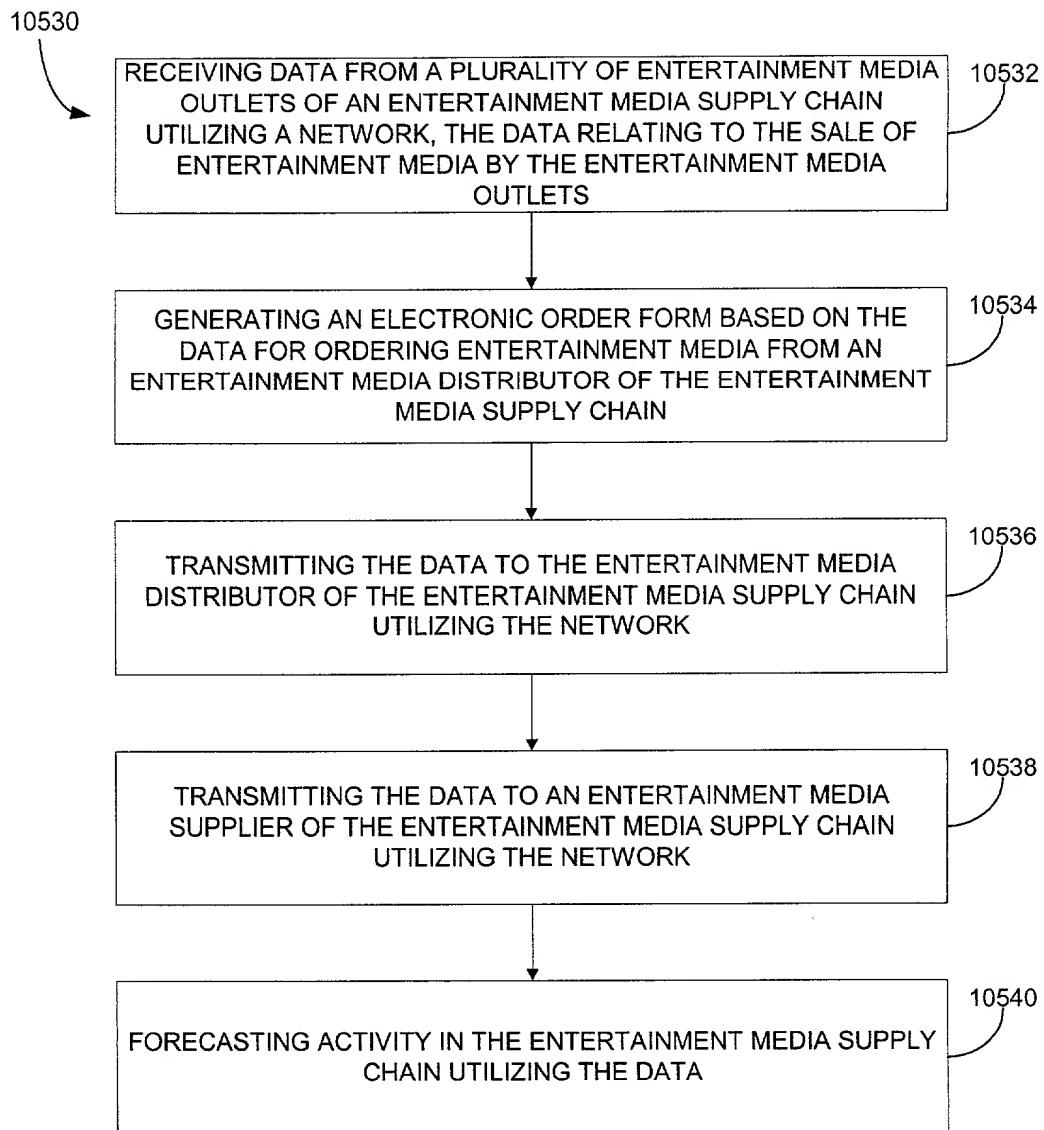 10530
RECEIVING DATA FROM A PLURALITY OF ENTERTAINMENT MEDIA
OUTLETS OF AN ENTERTAINMENT MEDIA SUPPLY CHAIN
UTILIZING A NETWORK, THE DATA RELATING TO THE SALE OF
ENTERTAINMENT MEDIA BY THE ENTERTAINMENT MEDIA
OUTLETS
10532
GENERATING AN ELECTRONIC ORDER FORM BASED ON THE
DATA FOR ORDERING ENTERTAINMENT MEDIA FROM AN
ENTERTAINMENT MEDIA DISTRIBUTOR OF THE ENTERTAINMENT
MEDIA SUPPLY CHAIN
10534
TRANSMITTING THE DATA TO THE ENTERTAINMENT MEDIA
DISTRIBUTOR OF THE ENTERTAINMENT MEDIA SUPPLY CHAIN
UTILIZING THE NETWORK
10536
TRANSMITTING THE DATA TO AN ENTERTAINMENT MEDIA
SUPPLIER OF THE ENTERTAINMENT MEDIA SUPPLY CHAIN
UTILIZING THE NETWORK
10538
FORECASTING ACTIVITY IN THE ENTERTAINMENT MEDIA SUPPLY
CHAIN UTILIZING THE DATA
10540